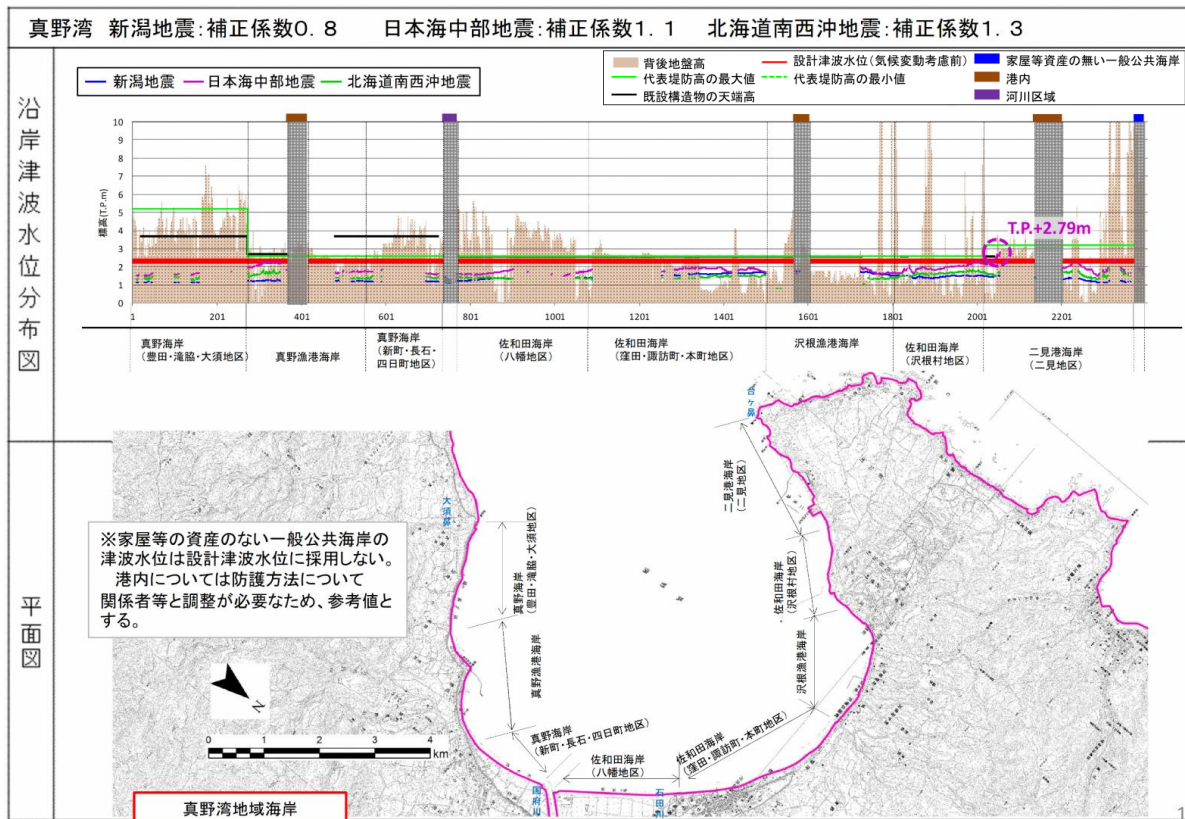 真野湾 新潟地震:補正係数0.8 日本海中部地震:補正係数1.1 北海道南西沖地震:補正係数1.3
沿岸津波水位分布図
新潟地震 日本海中部地震 北海道南西沖地震
背後地盤高 設計津波水位(気候変動考慮前) 家屋等資産の無い一般公共海岸
代表堤防高の最大値 代表堤防高の最小値 港内
既設構造物の天端高 河川区域
標高(T.P.m)
10
9
8
7
6
5
4
3
2
1
0
T.P.+2.79m
1 201 401 601 801 1001 1201 1401 1601 1801 2001 2201
真野海岸
(豊田・滝脇・大須地区)
真野漁港海岸
真野海岸
(新町・長石・
四日町地区)
佐和田海岸
(八幡地区)
佐和田海岸
(窪田・諏訪町・本町地区)
沢根漁港海岸
佐和田海岸
(沢根村地区)
二見港海岸
(二見地区)
平面図
台ヶ鼻
大須鼻
二見港海岸
(二見地区)
佐和田海岸
(沢根村地区)
沢根漁港海岸
佐和田海岸
(窪田・諏訪町・本町地区)
佐和田海岸
(八幡地区)
真野海岸
(新町・長石・四日町地区)
真野漁港海岸
真野海岸
(豊田・滝脇・大須地区)
国府川
石田川
※家屋等の資産のない一般公共海岸の
津波水位は設計津波水位に採用しない。
港内については防護方法について
関係者等と調整が必要なため、参考値と
する。
N
0 1 2 3 4
km
真野湾地域海岸
1